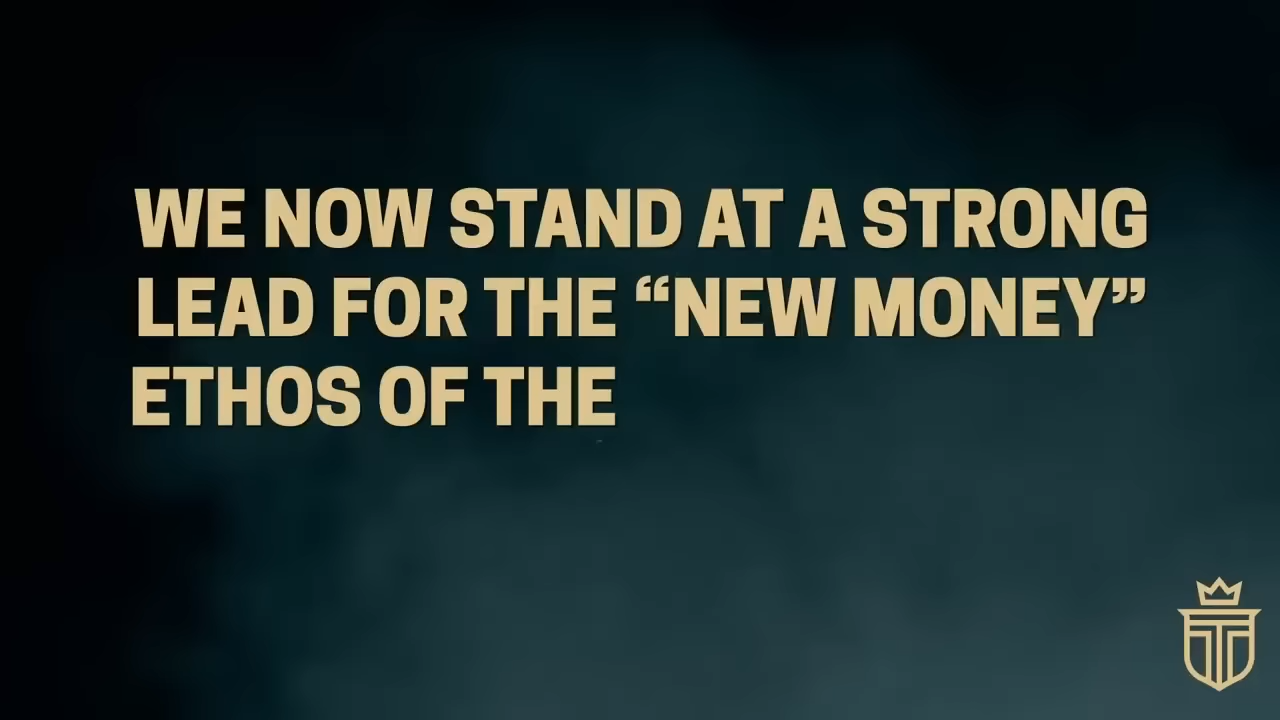 WE NOW STAND AT A STRONG
LEAD FOR THE “NEW MONEY”
ETHOS OF THE